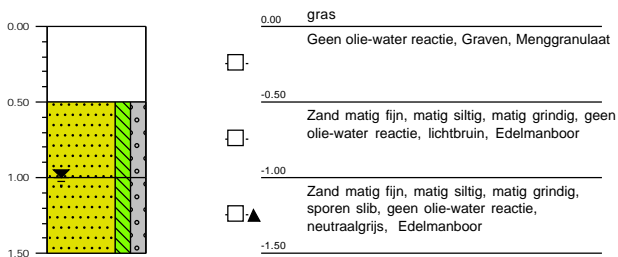 gras
0.00
0.00
Geen olie-water reactie, Graven, Menggranulaat
0.50
-0.50
Zand matig fijn, matig siltig, matig grindig, geen
olie-water reactie, lichtbruin, Edelmanboor
1.00
-1.00
Zand matig fijn, matig siltig, matig grindig,
sporen slib, geen olie-water reactie,
neutraalgrijs, Edelmanboor
1.50
-1.50